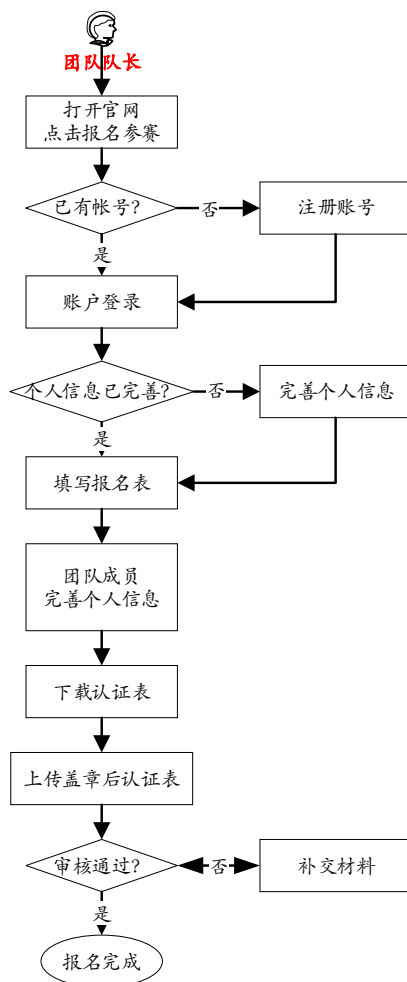 团队队长
打开官网
点击报名参赛
已有帐号?
否
注册账号
是
账户登录
个人信息已完善?
否
完善个人信息
是
填写报名表
团队成员
完善个人信息
下载认证表
上传盖章后认证表
审核通过?
否
补交材料
是
报名完成